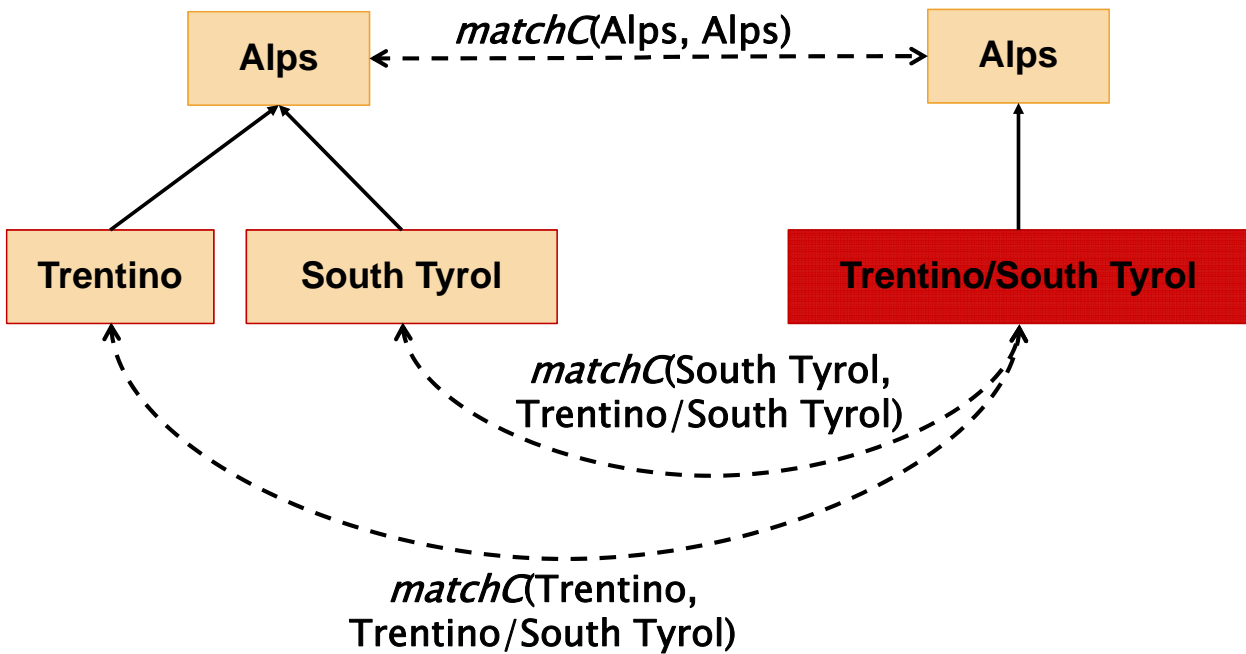 matchC(Alps, Alps)
Alps
Alps
Trentino
South Tyrol
Trentino/South Tyrol
matchC(South Tyrol,
Trentino/South Tyrol)
matchC(Trentino,
Trentino/South Tyrol)